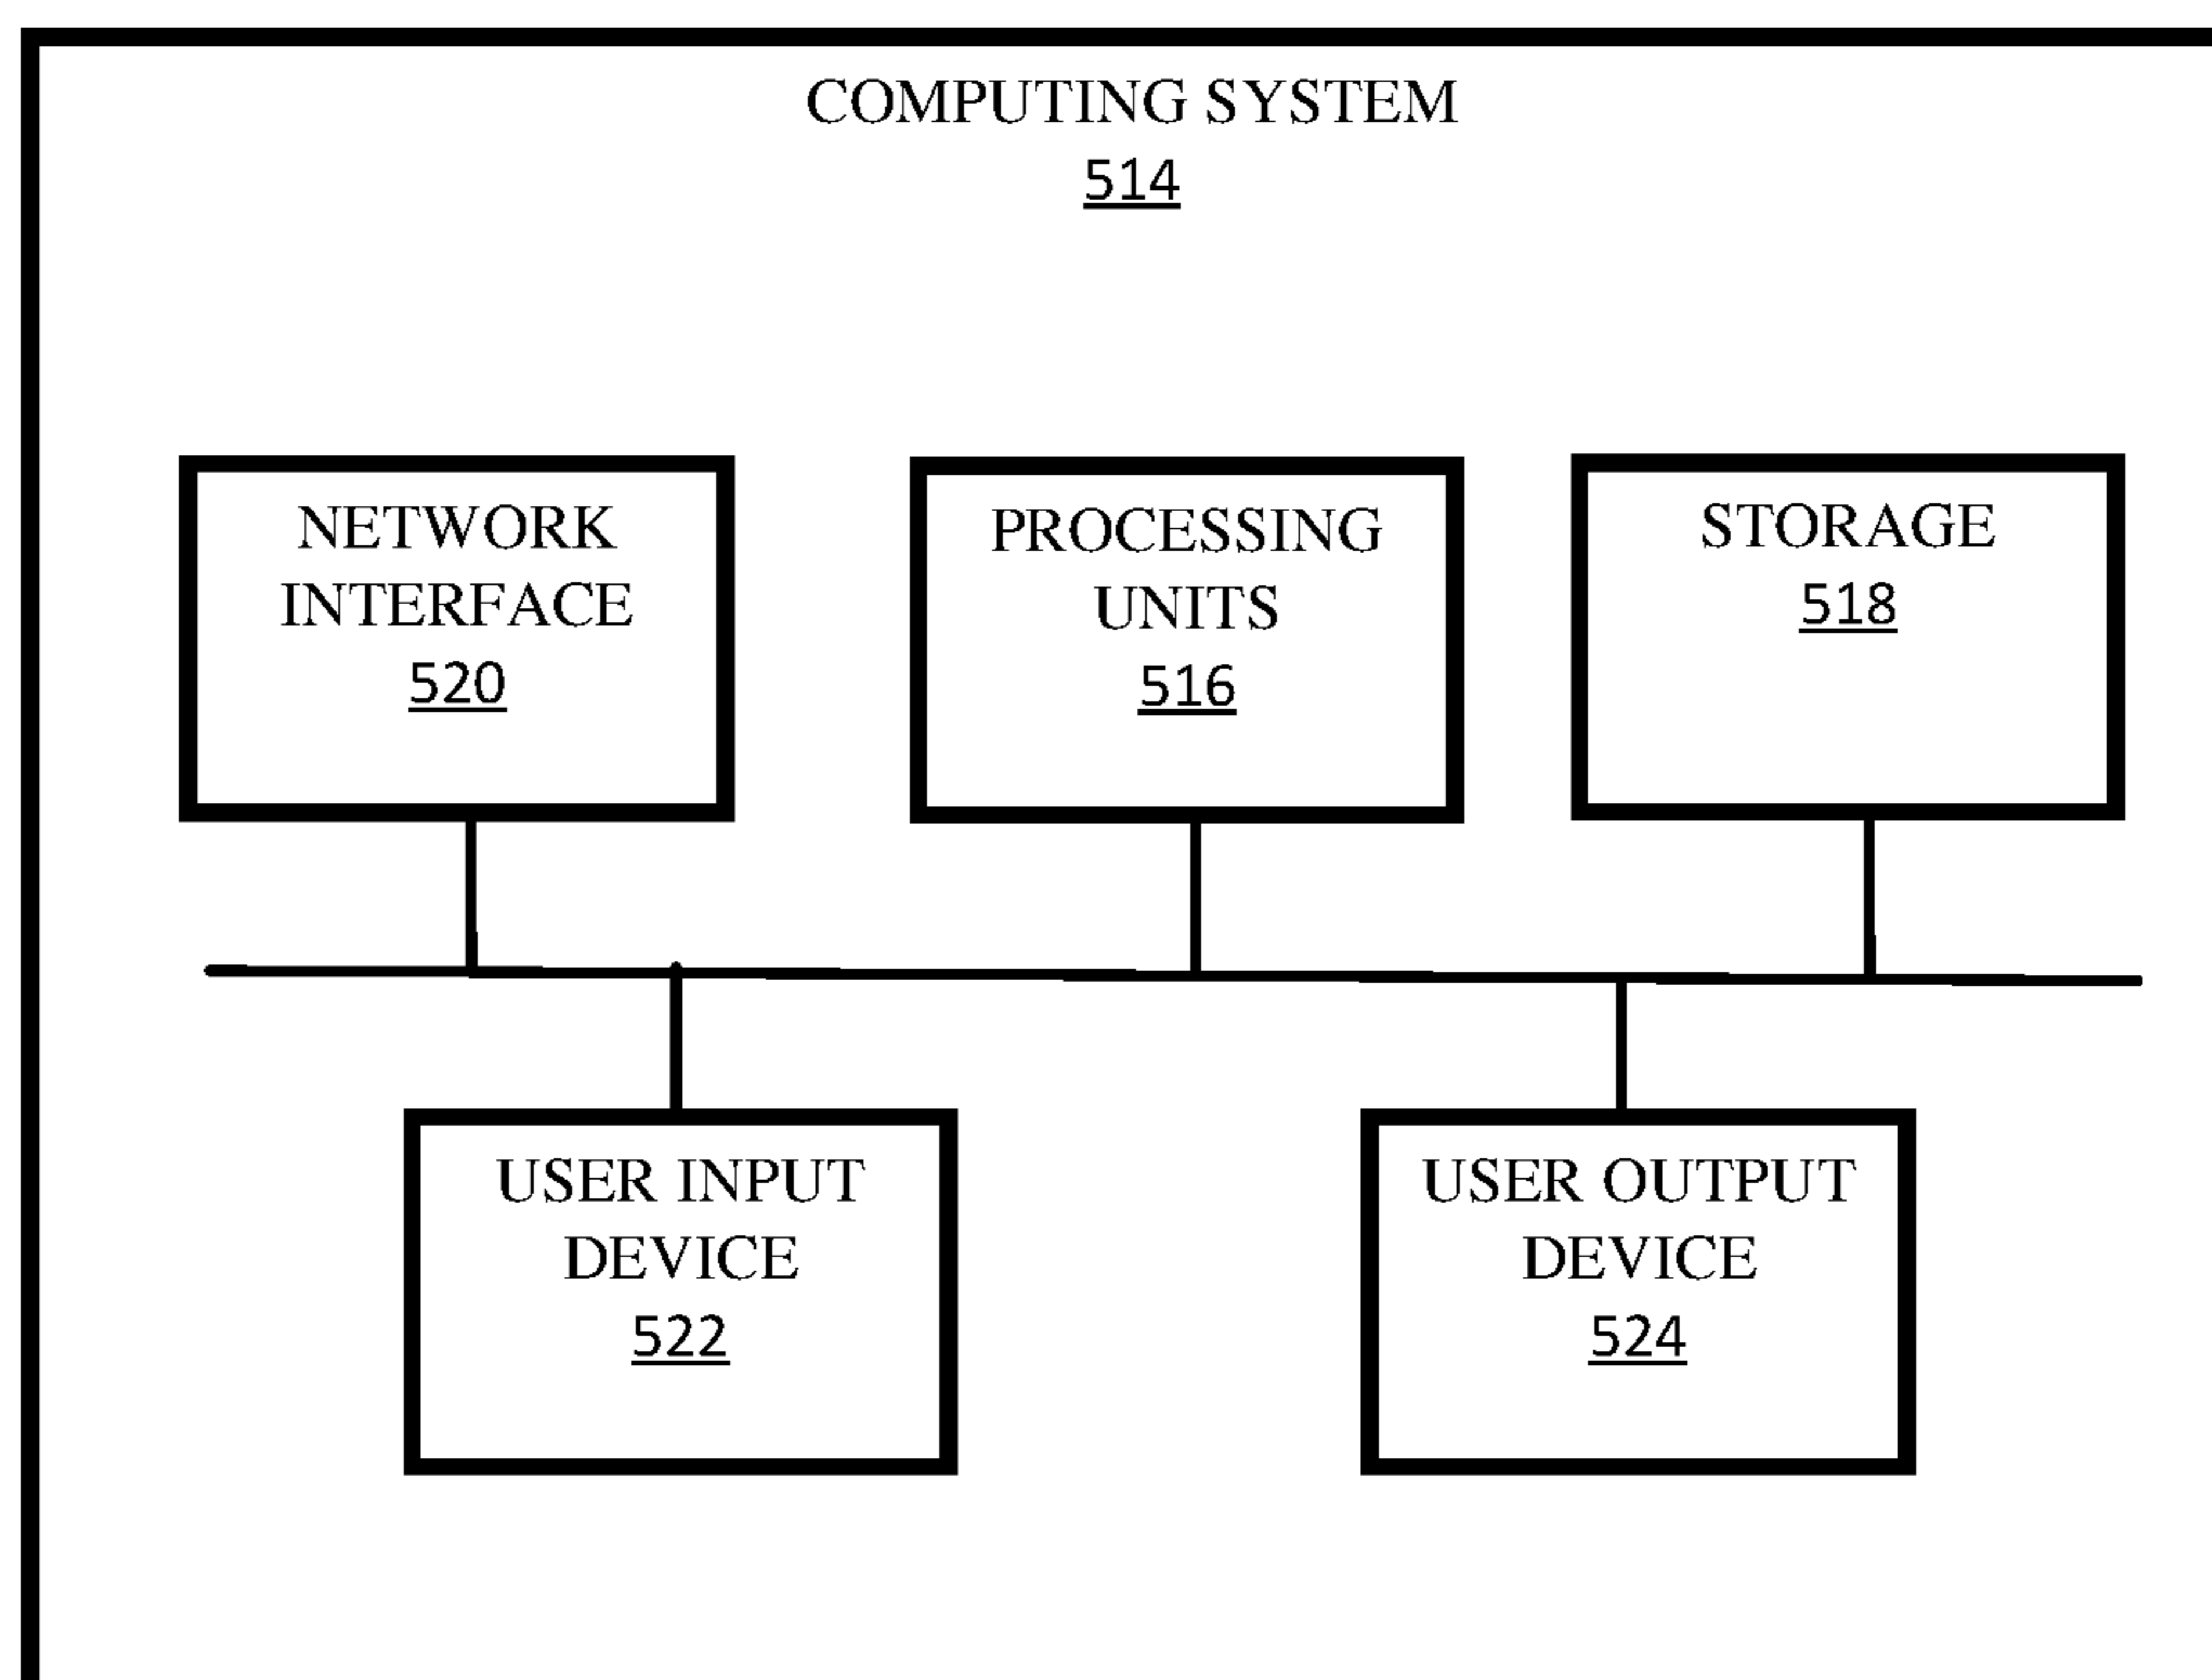 COMPUTING SYSTEM
514
NETWORK
INTERFACE
520
PROCESSING
UNITS
516
STORAGE
518
USER INPUT
DEVICE
522
USER OUTPUT
DEVICE
524